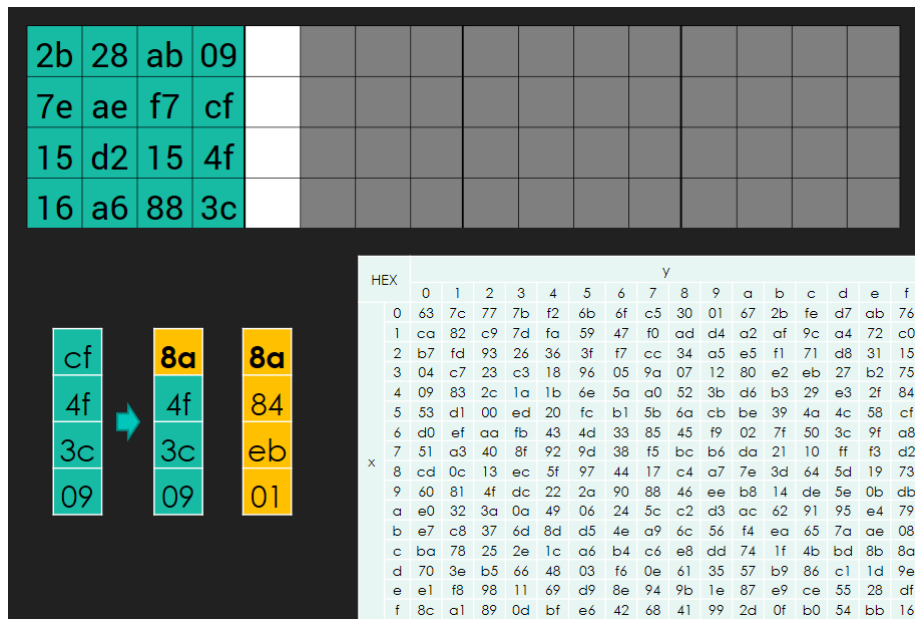 2b 28 ab 09
7e ae f7 cf
15 d2 15 4f
16 a6 88 3c
cf 8a 8a
4f 4f 84
3c 3c eb
09 09 01
HEX y
0 1 2 3 4 5 6 7 8 9 a b c d e f
0 63 7c 77 7b f2 6b 6f c5 30 01 67 2b fe d7 ab 76
1 ca 82 c9 7d fa 59 47 f0 ad d4 a2 af 9c a4 72 c0
2 b7 fd 93 26 36 3f f7 cc 34 a5 e5 f1 71 d8 31 15
3 04 c7 23 c3 18 96 05 9a 07 12 80 e2 eb 27 b2 75
4 09 83 2c 1a 1b 6e 5a a0 52 3b d6 b3 29 e3 2f 84
5 53 d1 00 ed 20 fc b1 5b 6a cb be 39 4a 4c 58 cf
6 d0 ef aa fb 43 4d 33 85 45 f9 02 7f 50 3c 9f a8
x 7 51 a3 40 8f 92 9d 38 f5 bc b6 da 21 10 ff f3 d2
8 cd 0c 13 ec 5f 97 44 17 c4 a7 7e 3d 64 5d 19 73
9 60 81 4f dc 22 2a 90 88 46 ee b8 14 de 5e 0b db
a e0 32 3a 0a 49 06 24 5c c2 d3 ac 62 91 95 e4 79
b e7 c8 37 6d 8d d5 4e a9 6c 56 f4 ea 65 7a ae 08
c ba 78 25 2e 1c a6 b4 c6 e8 dd 74 1f 4b bd 8b 8a
d 70 3e b5 66 48 03 f6 0e 61 35 57 b9 86 c1 1d 9e
e e1 f8 98 11 69 d9 8e 94 9b 1e 87 e9 ce 55 28 df
f 8c a1 89 0d bf e6 42 68 41 99 2d 0f b0 54 bb 16